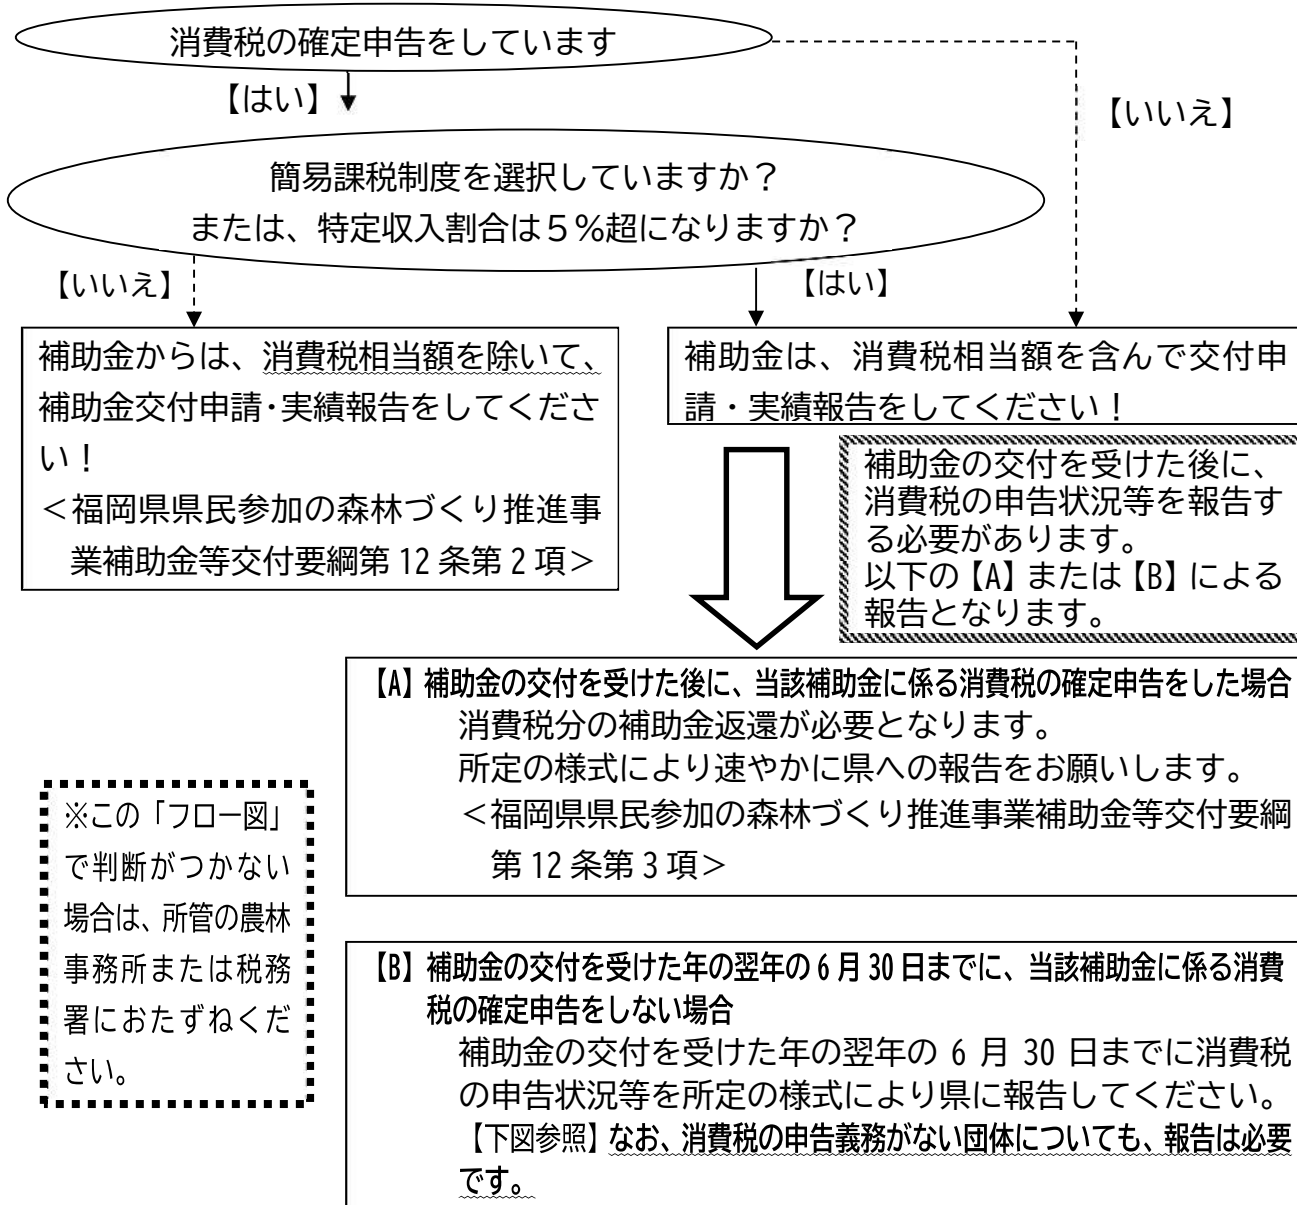 消費税の確定申告をしています
【はい】
【いいえ】
簡易課税制度を選択していますか？
または、特定収入割合は５％超になりますか？
【いいえ】
【はい】
補助金からは、消費税相当額を除いて、
補助金交付申請・実績報告をしてくださ
い！
＜福岡県県民参加の森林づくり推進事
業補助金等交付要綱第 12 条第 2 項＞
補助金は、消費税相当額を含んで交付申
請・実績報告をしてください！
補助金の交付を受けた後に、
消費税の申告状況等を報告す
る必要があります。
以下の【A】または【B】による
報告となります。
【A】補助金の交付を受けた後に、当該補助金に係る消費税の確定申告をした場合
消費税分の補助金返還が必要となります。
所定の様式により速やかに県への報告をお願いします。
＜福岡県県民参加の森林づくり推進事業補助金等交付要綱
第 12 条第 3 項＞
※この「フロー図」
で判断がつかない
場合は、所管の農林
事務所または税務
署におたずねくだ
さい。
【B】補助金の交付を受けた年の翌年の 6 月 30 日までに、当該補助金に係る消費
税の確定申告をしない場合
補助金の交付を受けた年の翌年の 6 月 30 日までに消費税
の申告状況等を所定の様式により県に報告してください。
【下図参照】なお、消費税の申告義務がない団体についても、報告は必要
です。